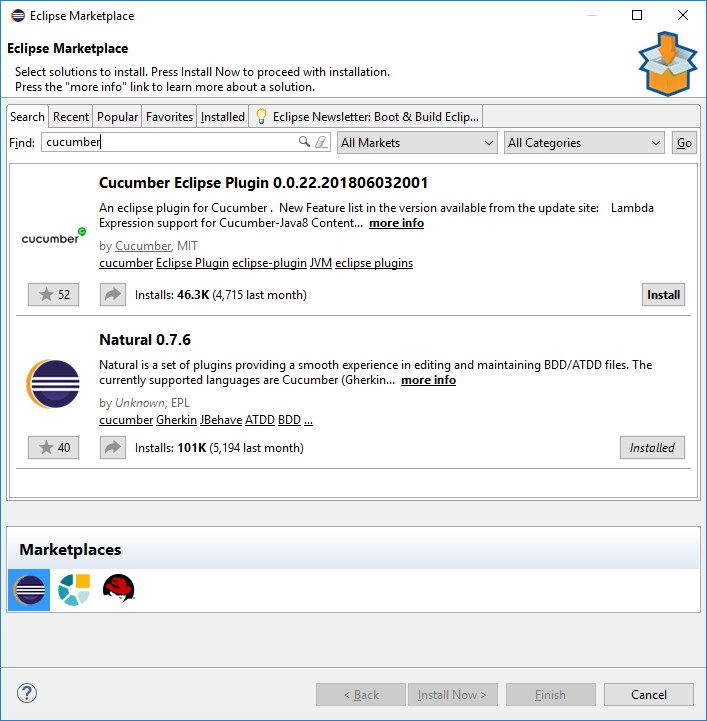 Eclipse Marketplace
Eclipse Marketplace
Select solutions to install. Press Install Now to proceed with installation.
Press the "more info" link to learn more about a solution.
Search Recent Popular Favorites Installed Eclipse Newsletter: Boot & Build Eclip...
Find: cucumber All Markets All Categories Go
Cucumber Eclipse Plugin 0.0.22.201806032001
An eclipse plugin for Cucumber . New Feature list in the version available from the update site: Lambda
Expression support for Cucumber-Java8 Content... more info
cucumber
by Cucumber, MIT
cucumber Eclipse Plugin eclipse-plugin JVM eclipse plugins
52 Installs: 46.3K (4,715 last month) Install
Natural 0.7.6
Natural is a set of plugins providing a smooth experience in editing and maintaining BDD/ATDD files. The
currently supported languages are Cucumber (Gherkin... more info
by Unknown, EPL
cucumber Gherkin JBehave ATDD BDD ...
40 Installs: 101K (5,194 last month) Installed
Marketplaces
? < Back Install Now > Finish Cancel